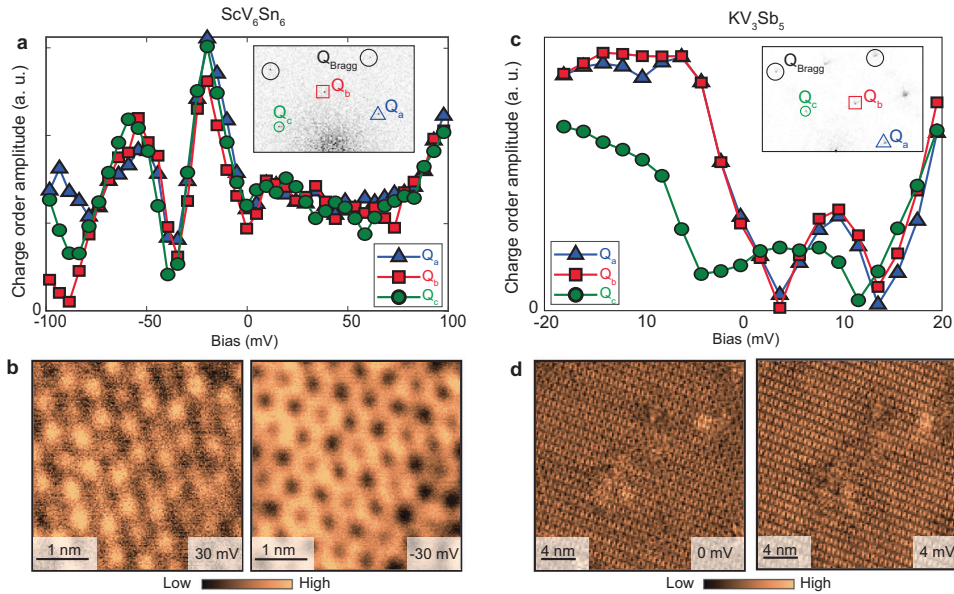 ScV6Sn6
KV3Sb5
a
Charge order amplitude (a. u.)
0
-100
-50
0
50
100
Bias (mV)
QBragg
Qb
Qa
Qc
Qa
Qb
Qc
c
Charge order amplitude (a. u.)
0
-20
10
0
10
20
Bias (mV)
QBragg
Qb
Qc
Qa
Qa
Qb
Qc
b
1 nm
30 mV
1 nm
-30 mV
Low
High
d
4 nm
0 mV
4 nm
4 mV
Low
High